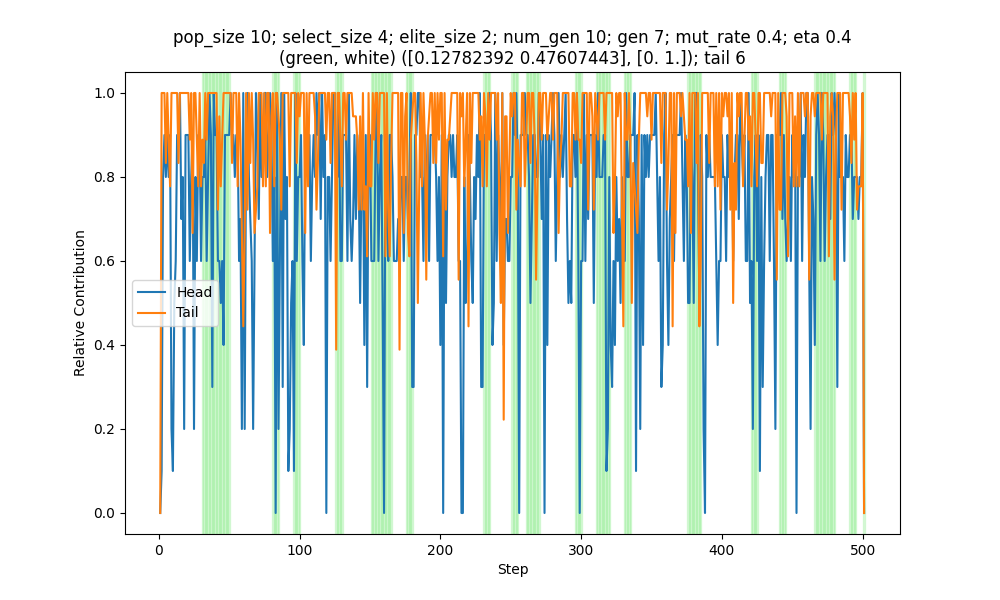 pop_size 10; select_size 4; elite_size 2; num_gen 10; gen 7; mut_rate 0.4; eta 0.4
(green, white) ([0.12782392 0.47607443], [0. 1.]); tail 6
1.0
0.8
0.6
0.4
0.2
0.0
Relative Contribution
Head
Tail
0
100
200
300
400
500
Step